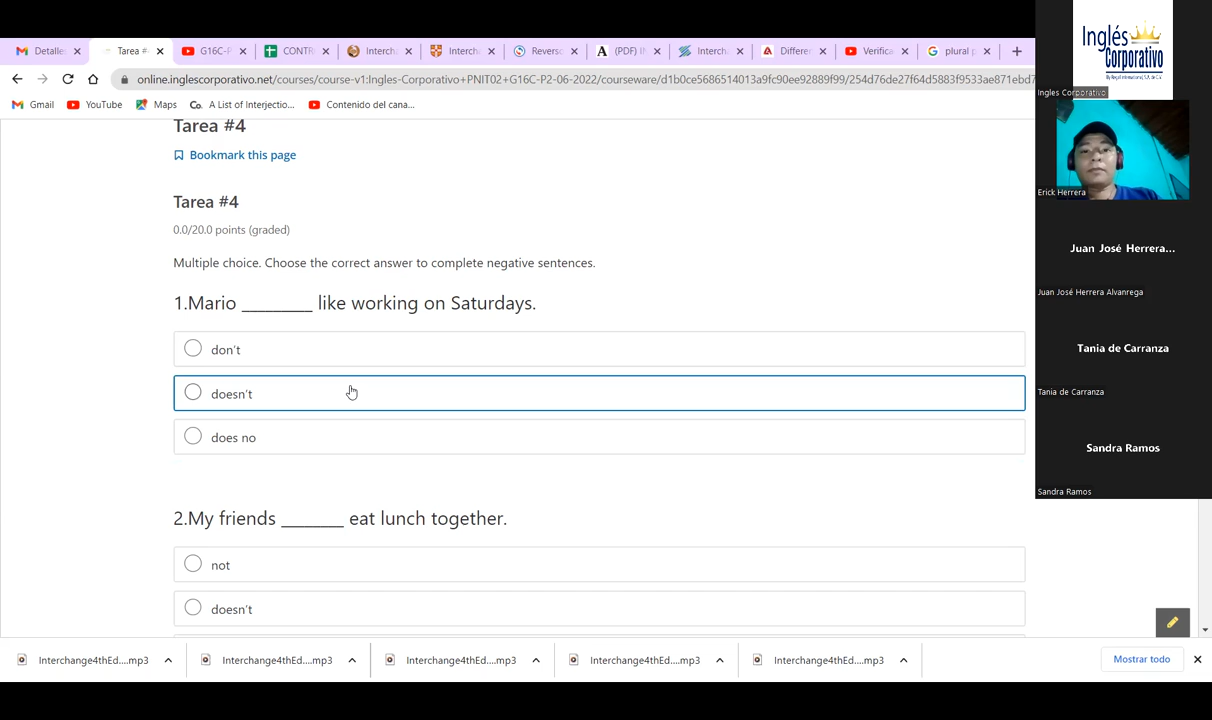 Detalles
Tarea #
G16C-P
CONTR
Interch
Interch
Revers
(PDF) I
Interch
Differen
Verifica
plural p
online.inglescorporativo.net/courses/course-v1:Ingles-Corporativo+PNIT02+G16C-P2-06-2022/courseware/d1b0ce5686514013a9fc90ee92889f99/254d76de27f64d5883f9533ae871ebd7
Gmail
YouTube
Maps
Co.
A List of Interjectio...
Contenido del cana...
Tarea #4
Bookmark this page
Tarea #4
0.0/20.0 points (graded)
Multiple choice. Choose the correct answer to complete negative sentences.
1.Mario _________ like working on Saturdays.
don't
doesn't
does no
2.My friends ________ eat lunch together.
not
doesn't
Interchange4thEd....mp3
Interchange4thEd....mp3
Interchange4thEd....mp3
Interchange4thEd....mp3
Interchange4thEd....mp3
Mostrar todo
Inglés
Corporativo
Ingles Corporativo
Erick Herrera
Juan José Herrera...
Juan José Herrera Alvanrega
Tania de Carranza
Tania de Carranza
Sandra Ramos
Sandra Ramos